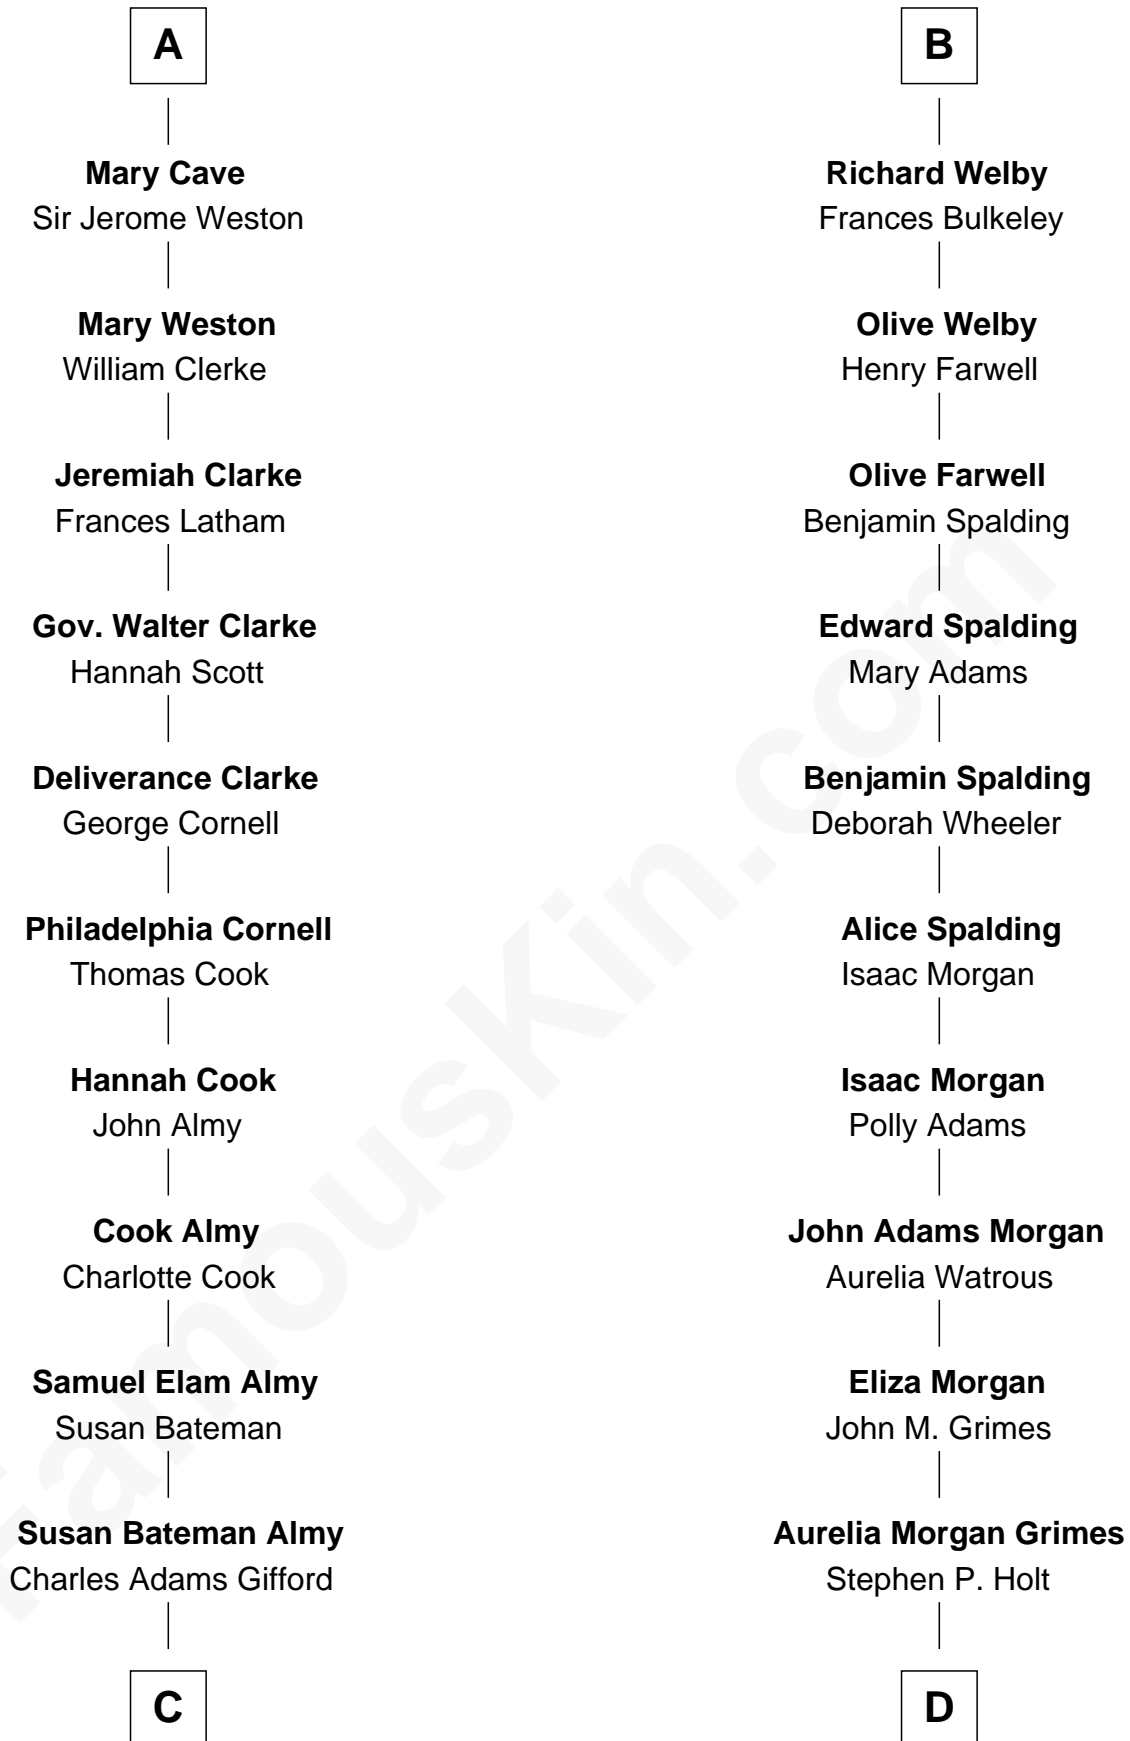 A
Mary Cave
Sir Jerome Weston
Mary Weston
William Clerke
Jeremiah Clarke
Frances Latham
Gov. Walter Clarke
Hannah Scott
Deliverance Clarke
George Cornell
Philadelphia Cornell
Thomas Cook
Hannah Cook
John Almy
Cook Almy
Charlotte Cook
Samuel Elam Almy
Susan Bateman
Susan Bateman Almy
Charles Adams Gifford
C
B
Richard Welby
Frances Bulkeley
Olive Welby
Henry Farwell
Olive Farwell
Benjamin Spalding
Edward Spalding
Mary Adams
Benjamin Spalding
Deborah Wheeler
Alice Spalding
Isaac Morgan
Isaac Morgan
Polly Adams
John Adams Morgan
Aurelia Watrous
Eliza Morgan
John M. Grimes
Aurelia Morgan Grimes
Stephen P. Holt
D
FamousKin.com